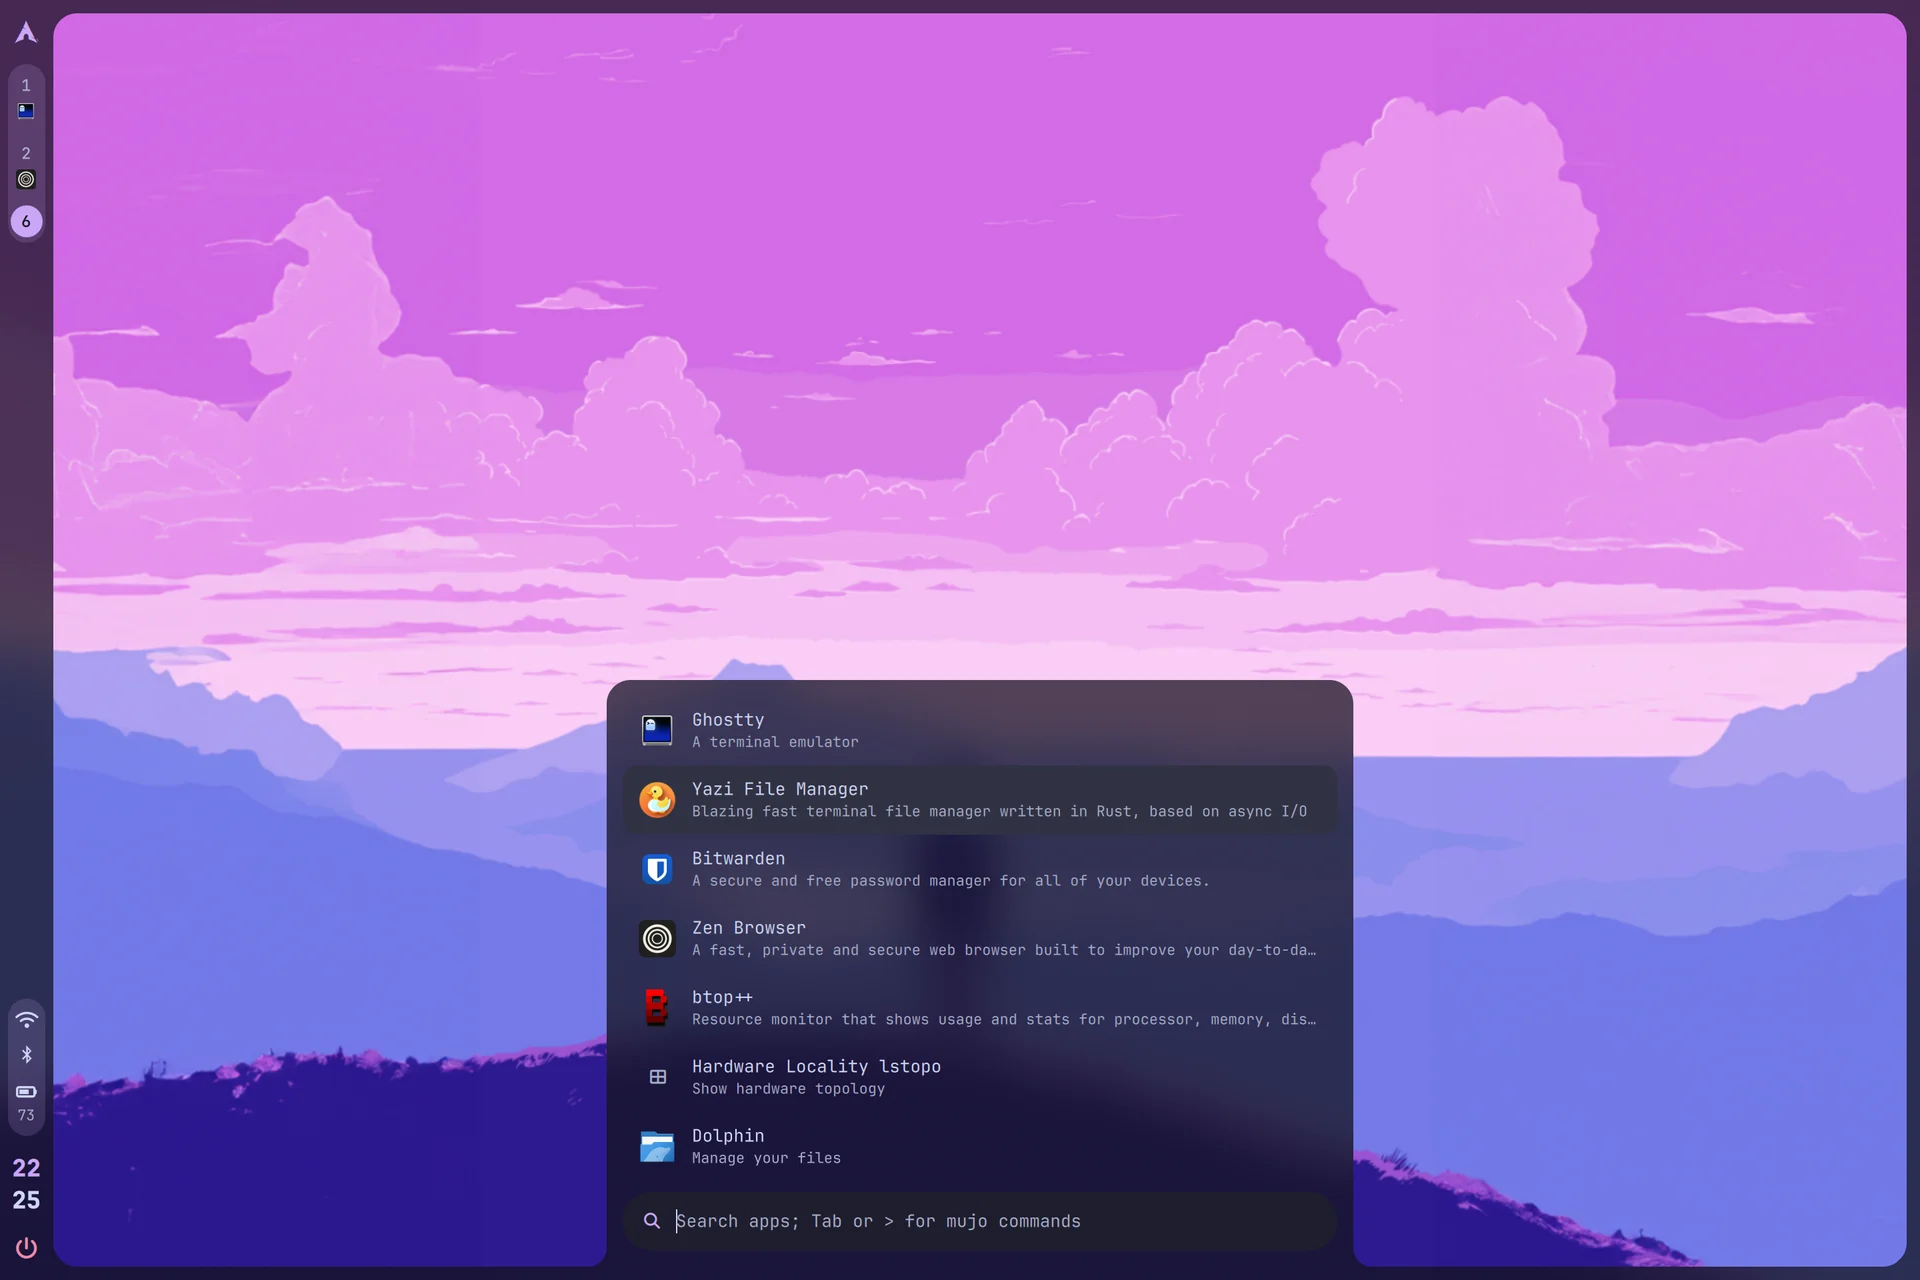 1
2
6
73
22
25
Ghostty
A terminal emulator
Yazi File Manager
Blazing fast terminal file manager written in Rust, based on async I/O
Bitwarden
A secure and free password manager for all of your devices.
Zen Browser
A fast, private and secure web browser built to improve your day-to-da…
btop++
Resource monitor that shows usage and stats for processor, memory, dis…
Hardware Locality lstopo
Show hardware topology
Dolphin
Manage your files
Search apps; Tab or > for mujo commands